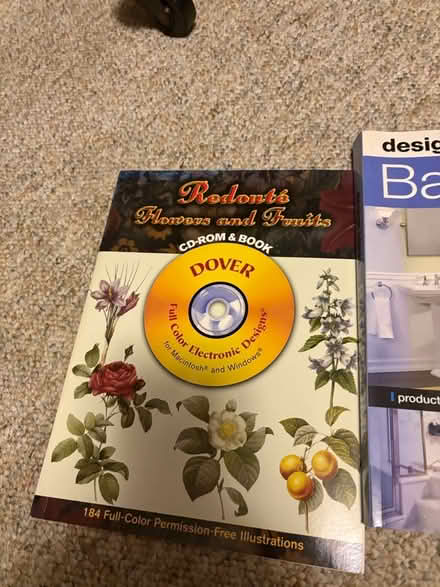 Redouté
Flowers and Fruits
CD-ROM & BOOK
DOVER
Full Color Electronic Designs®
for Macintosh® and Windows®
184 Full-Color Permission-Free Illustrations
desig
Ba
product